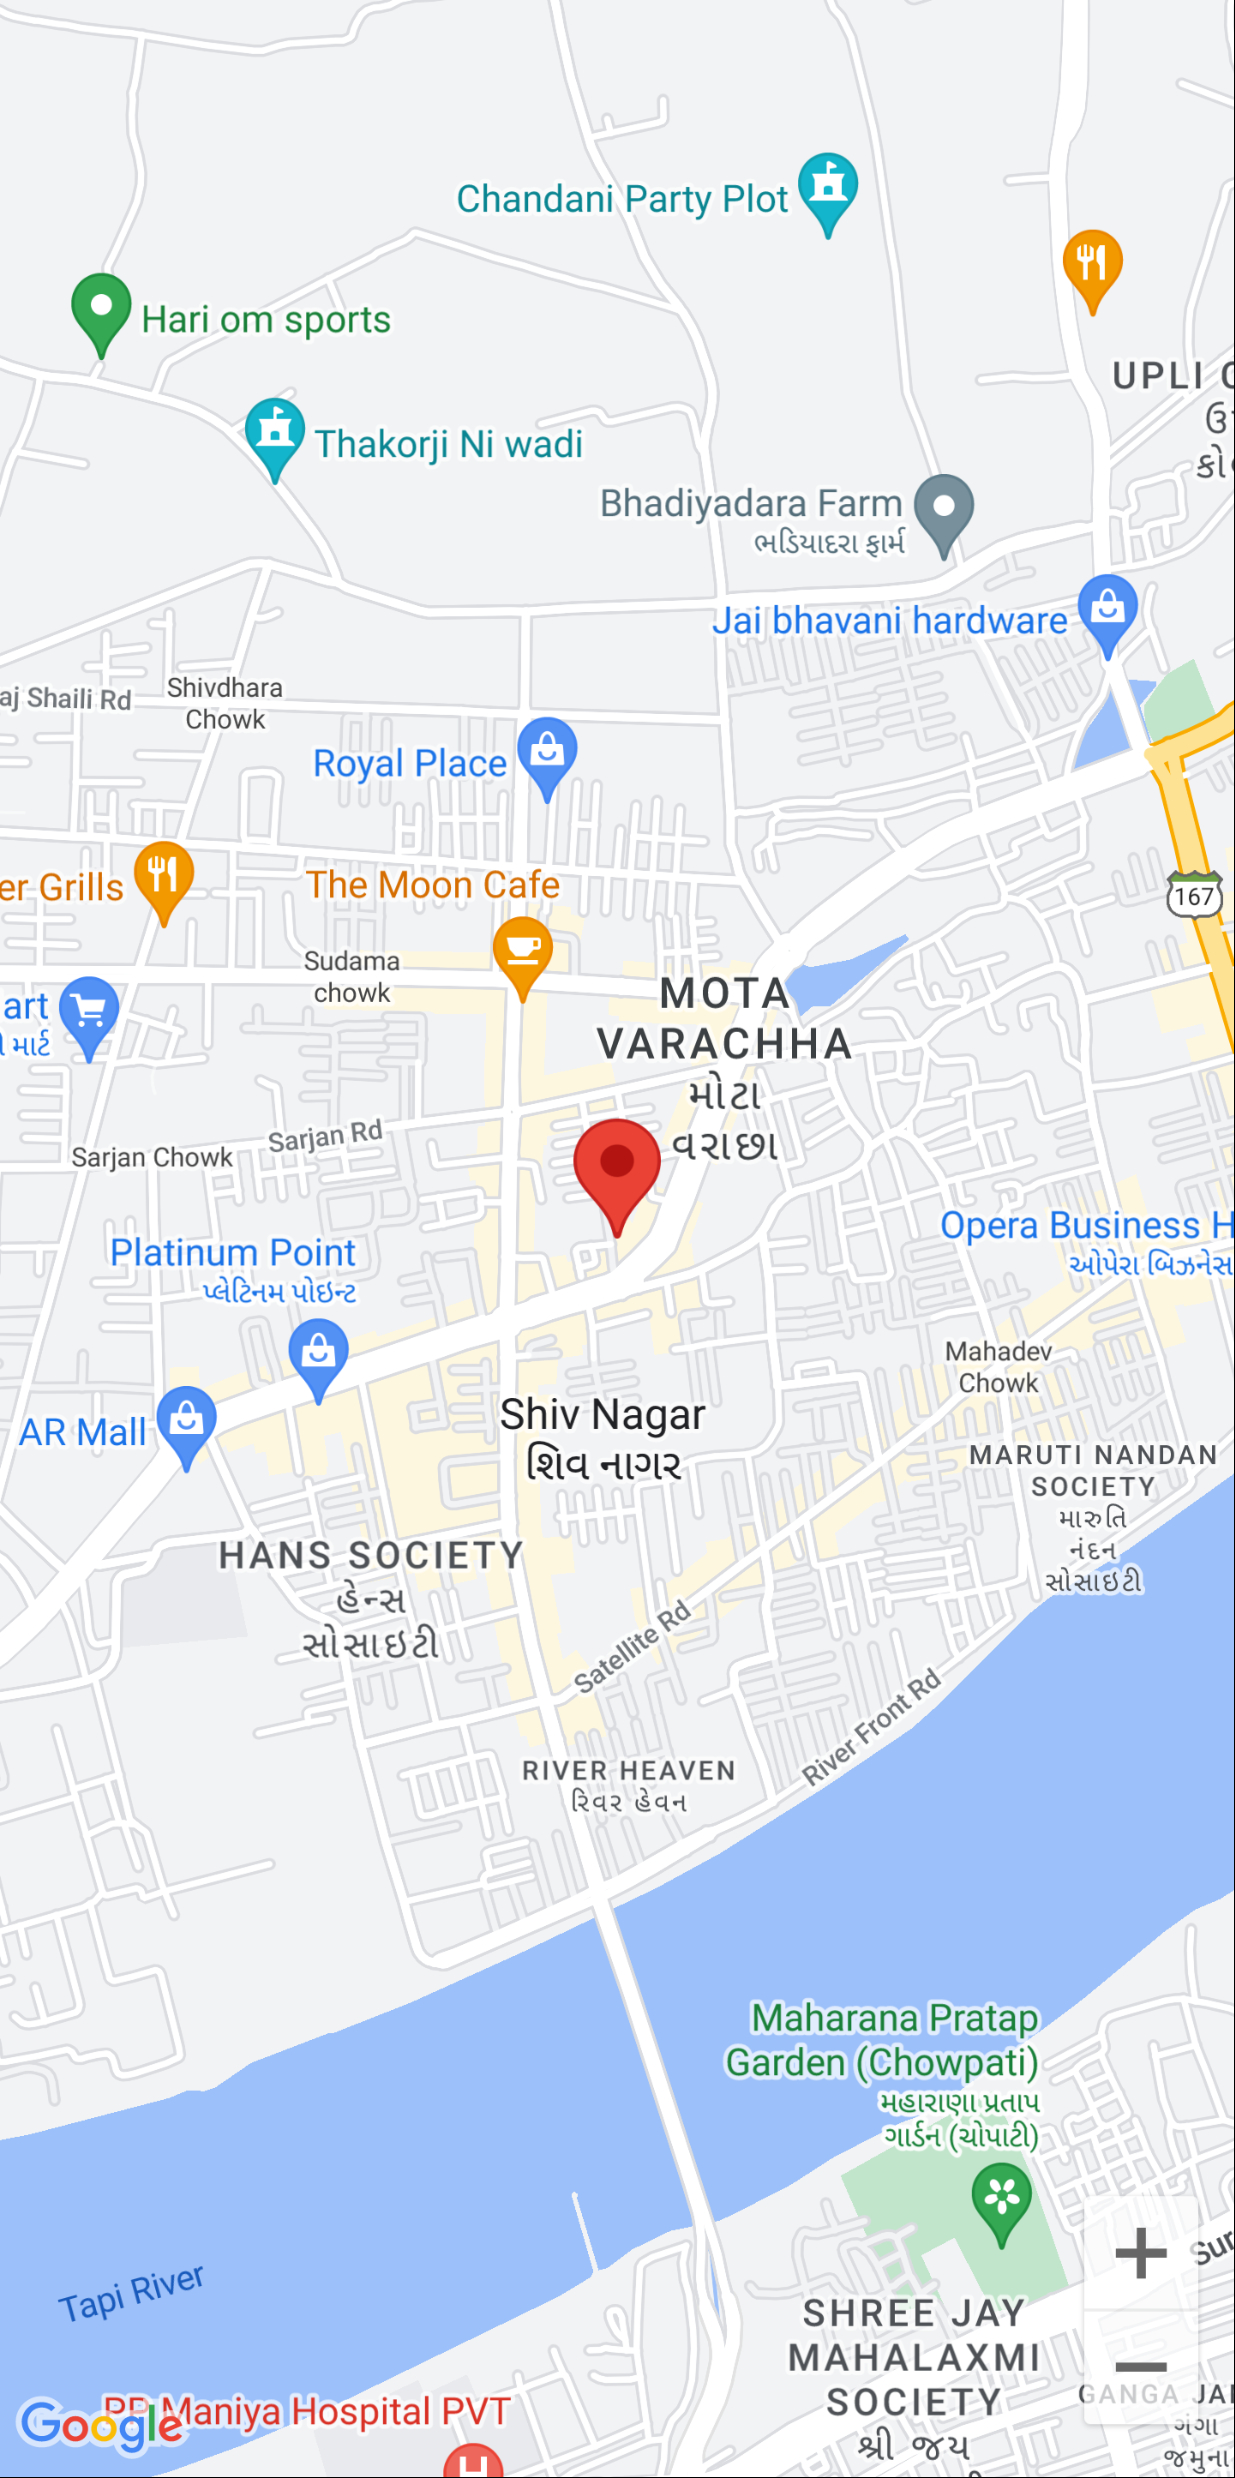 Chandani Party Plot
Hari om sports
UPLI
Thakorji Ni wadi
Bhadiyadara Farm
ભડિયાદરા ફાર્મ
Jai bhavani hardware
aj Shaili Rd
Shivdhara
Chowk
Royal Place
er Grills
The Moon Cafe
167
Sudama
chowk
art
માર્ટ
MOTA
VARACHHA
મોટા
વરાછા
Sarjan Rd
Sarjan Chowk
Opera Business H
ઓપેરા બિઝનેસ
Platinum Point
પ્લેટિનમ પોઇન્ટ
Mahadev
Chowk
AR Mall
Shiv Nagar
શિવ નાગર
MARUTI NANDAN
SOCIETY
મારુતિ
નંદન
સોસાઇટી
HANS SOCIETY
હેન્સ
સોસાઇટી
Satellite Rd
River Front Rd
RIVER HEAVEN
રિવર હેવન
Maharana Pratap
Garden (Chowpati)
મહારાણા પ્રતાપ
ગાર્ડન (ચોપાટી)
+
Sur
Tapi River
SHREE JAY
MAHALAXMI
SOCIETY
શ્રી જય
−
GANGA JA
ગંગા
જમુના
PP Maniya Hospital PVT
H
Google